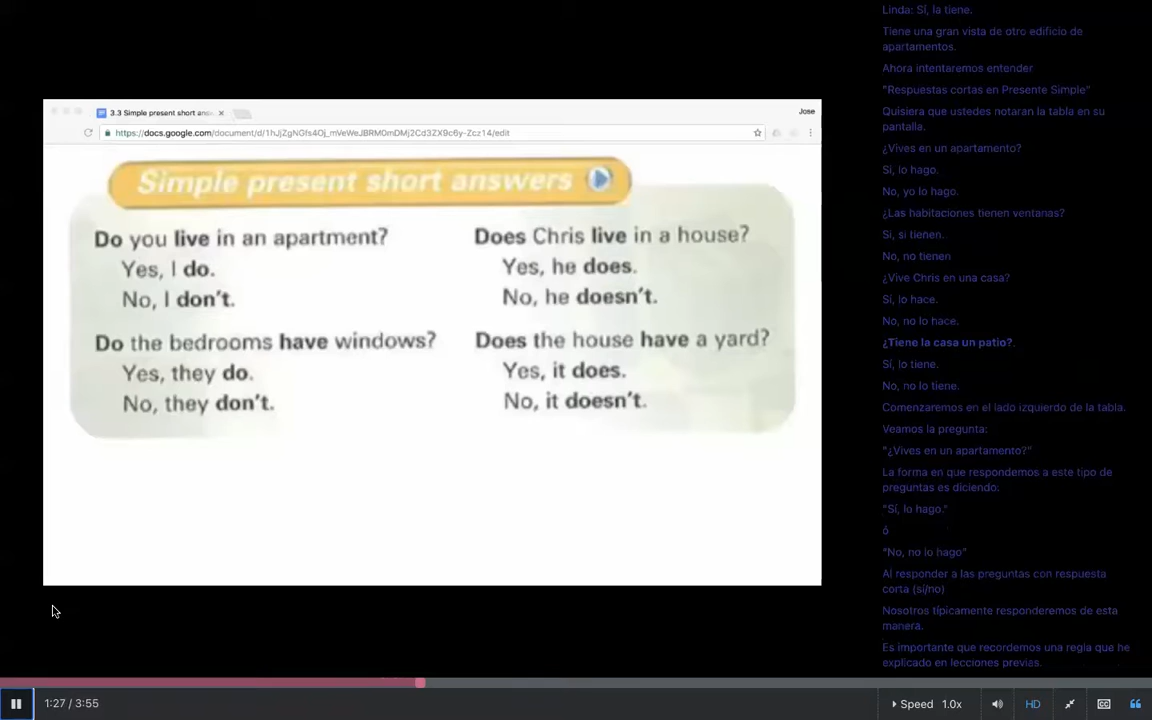 3.3 Simple present short answ
Jose
https://docs.google.com/document/d/1hJjZgNGfs4Oj_mVeWeJBRM0mDMj2Cd3ZX9c6y-Zcz14/edit
Simple present short answers
Do you live in an apartment?
Yes, I do.
No, I don't.
Do the bedrooms have windows?
Yes, they do.
No, they don't.
Does Chris live in a house?
Yes, he does.
No, he doesn't.
Does the house have a yard?
Yes, it does.
No, it doesn't.
Linda: Sí, la tiene.
Tiene una gran vista de otro edificio de
apartamentos.
Ahora intentaremos entender
"Respuestas cortas en Presente Simple"
Quisiera que ustedes notaran la tabla en su
pantalla.
¿Vives en un apartamento?
Si, lo hago.
No, yo lo hago.
¿Las habitaciones tienen ventanas?
Si, si tienen.
No, no tienen
¿Vive Chris en una casa?
Sí, lo hace.
No, no lo hace.
¿Tiene la casa un patio?.
Sí, lo tiene.
No, no lo tiene.
Comenzaremos en el lado izquierdo de la tabla.
Veamos la pregunta:
"¿Vives en un apartamento?"
La forma en que respondemos a este tipo de
preguntas es diciendo:
"Sí, lo hago."
ó
"No, no lo hago"
Al responder a las preguntas con respuesta
corta (sí/no)
Nosotros típicamente responderemos de esta
manera.
Es importante que recordemos una regla que he
explicado en lecciones previas.
1:27 / 3:55
Speed 1.0x
HD
CC